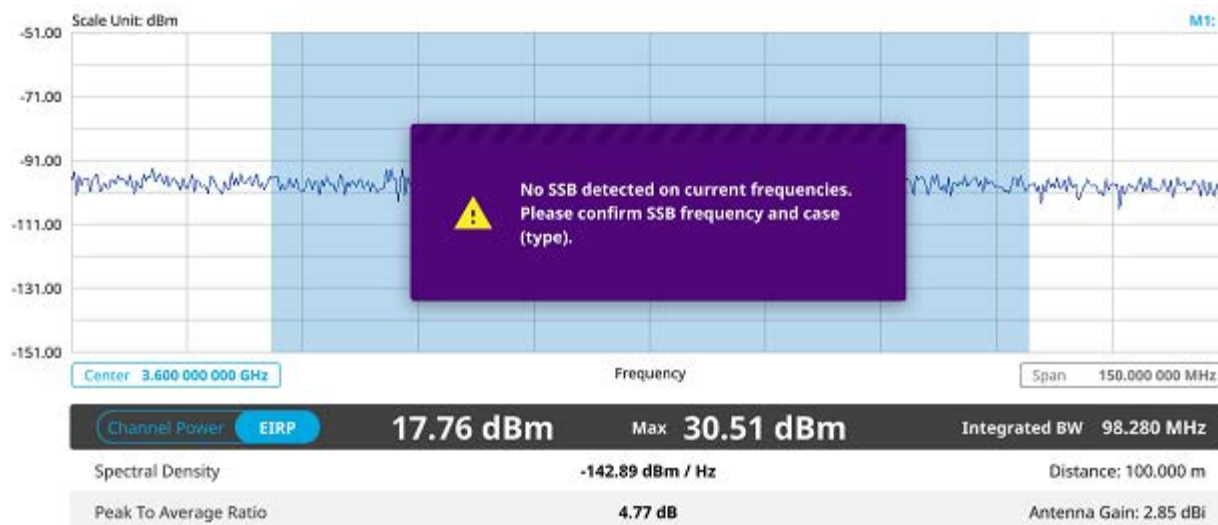 Scale Unit: dBm
M1:
-51.00
-71.00
-91.00
-111.00
-131.00
-151.00
No SSB detected on current frequencies.
Please confirm SSB frequency and case
(type).
Center 3.600 000 000 GHz
Frequency
Span 150.000 000 MHz
Channel Power EIRP 17.76 dBm Max 30.51 dBm Integrated BW 98.280 MHz
Spectral Density -142.89 dBm / Hz Distance: 100.000 m
Peak To Average Ratio 4.77 dB Antenna Gain: 2.85 dBi